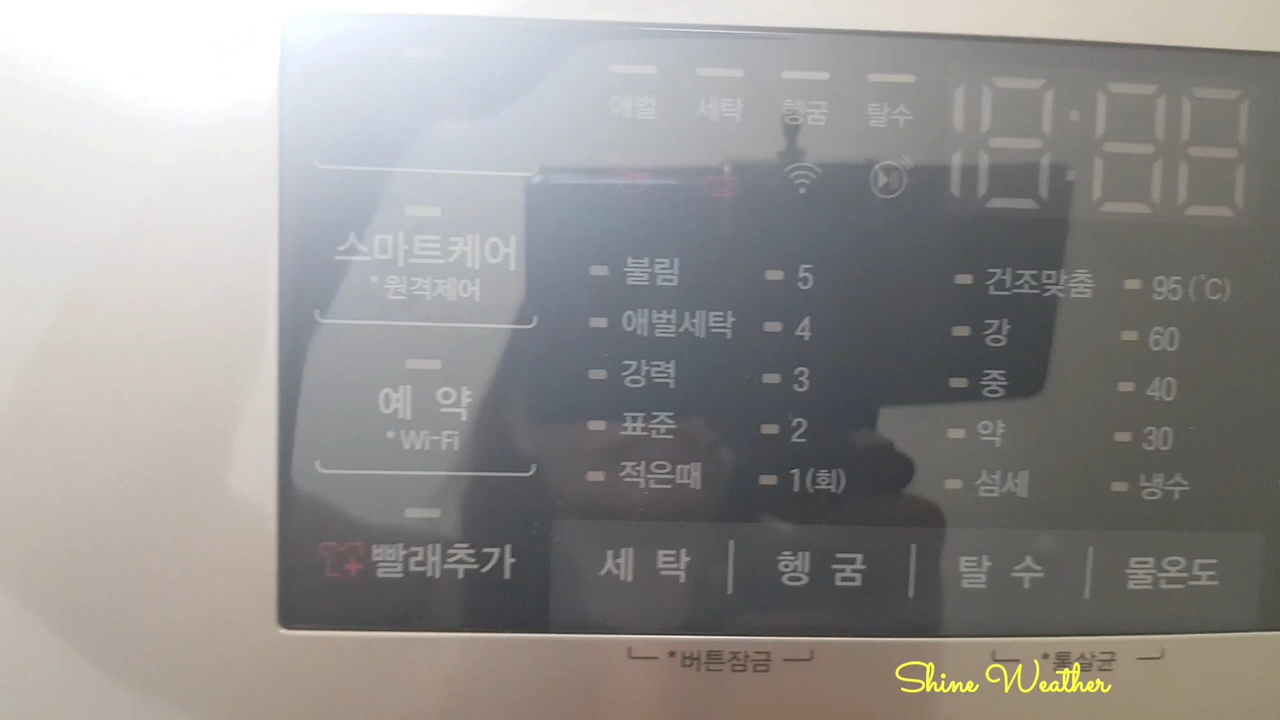 애벌 세탁 헹굼 탈수
18:88
스마트케어
*원격제어
예 약
*Wi-Fi
빨래추가
불림 5 건조맞춤 95(℃)
애벌세탁 4 강 60
강력 3 중 40
표준 2 약 30
적은때 1(회) 섬세 냉수
세 탁 | 헹 굼 | 탈 수 | 물온도
*버튼잠금 *통살균
Shine Weather